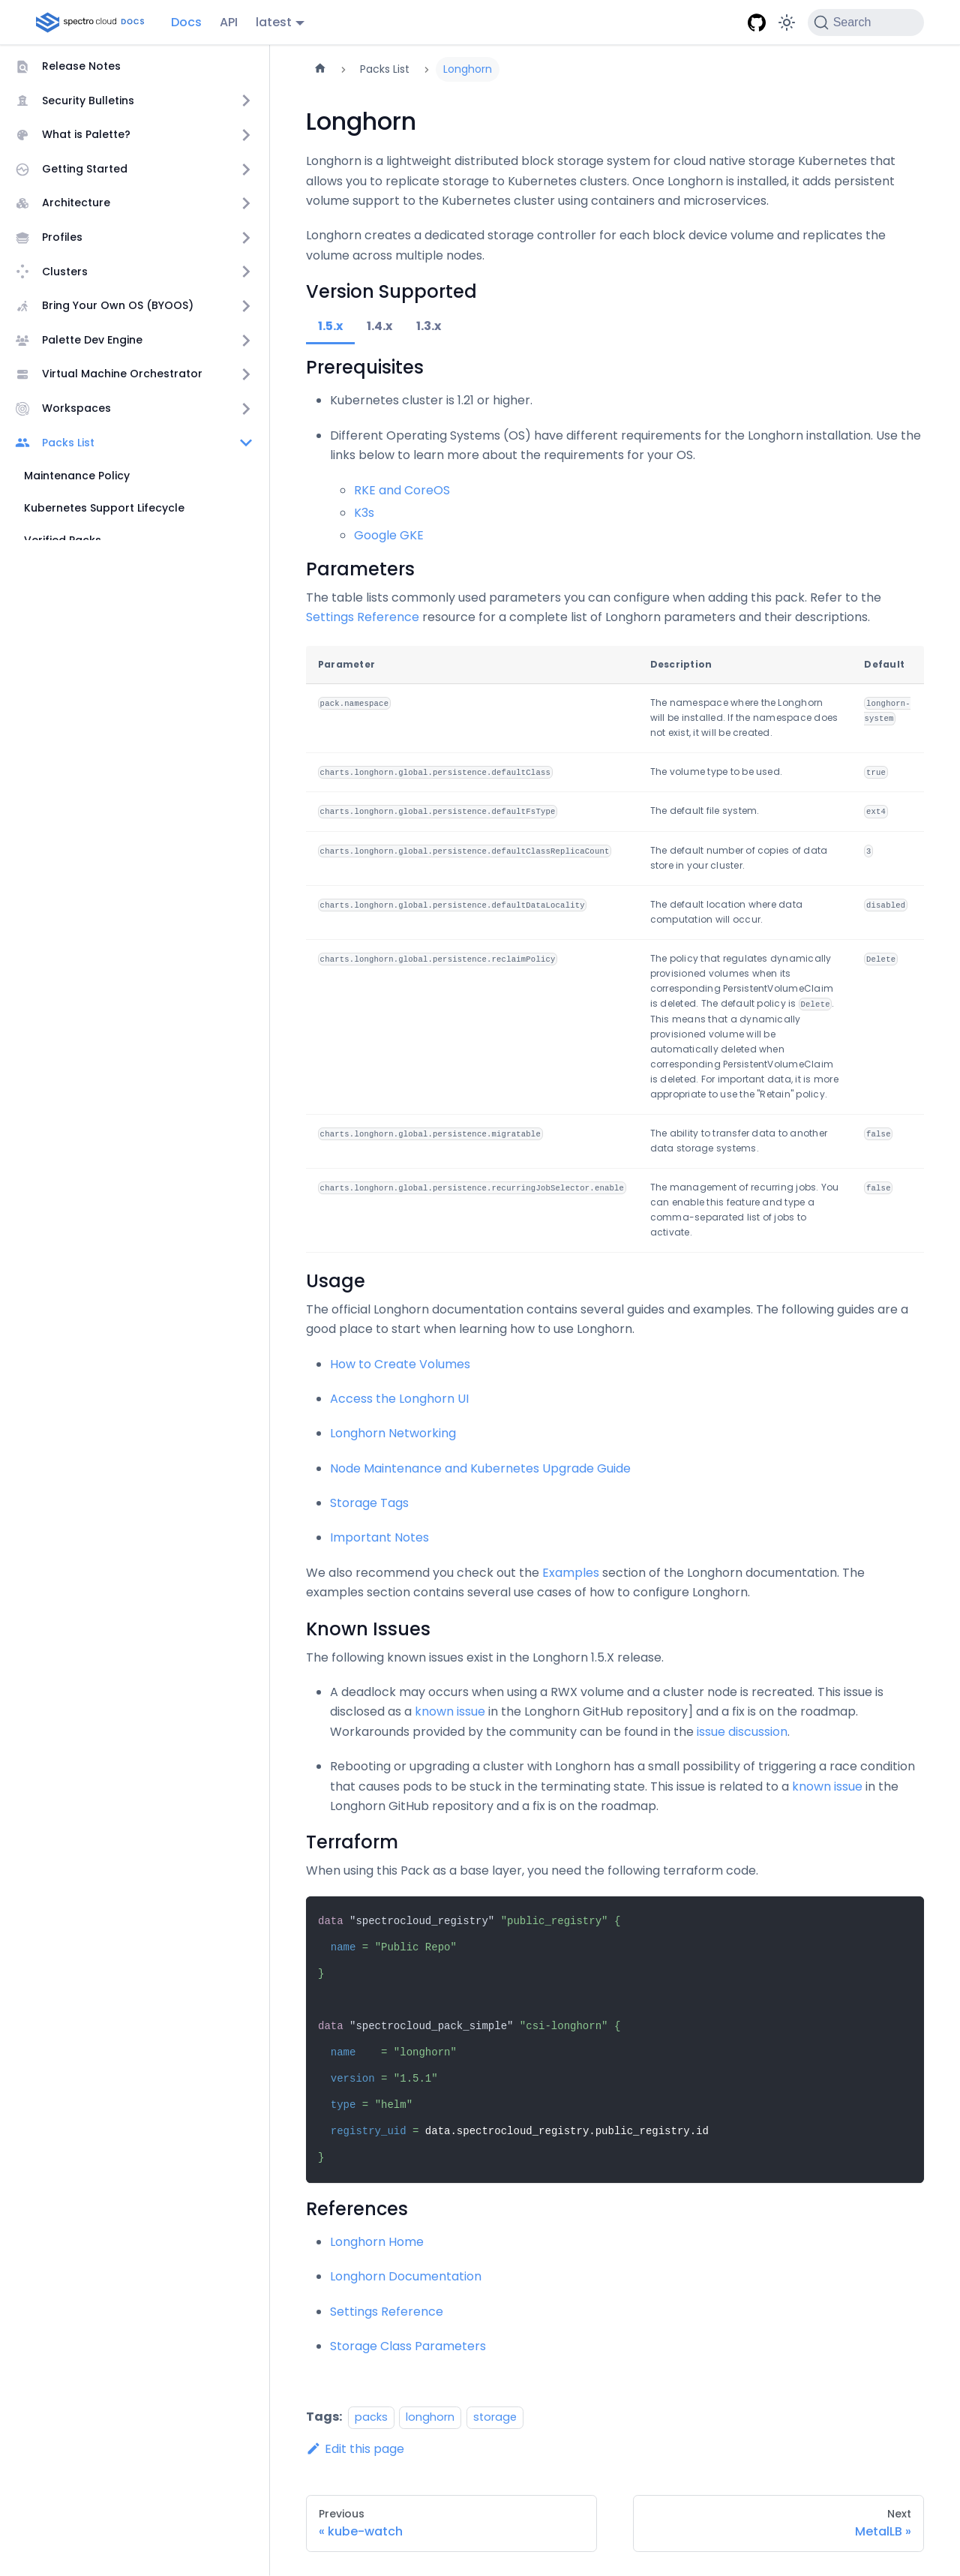 spectro cloud DOCS
Docs
API
latest
Search
Release Notes
Security Bulletins
What is Palette?
Getting Started
Architecture
Profiles
Clusters
Bring Your Own OS (BYOOS)
Palette Dev Engine
Virtual Machine Orchestrator
Workspaces
Packs List
Maintenance Policy
Kubernetes Support Lifecycle
Verified Packs
Packs List
Longhorn
Longhorn
Longhorn is a lightweight distributed block storage system for cloud native storage Kubernetes that
allows you to replicate storage to Kubernetes clusters. Once Longhorn is installed, it adds persistent
volume support to the Kubernetes cluster using containers and microservices.
Longhorn creates a dedicated storage controller for each block device volume and replicates the
volume across multiple nodes.
Version Supported
1.5.x 1.4.x 1.3.x
Prerequisites
Kubernetes cluster is 1.21 or higher.
Different Operating Systems (OS) have different requirements for the Longhorn installation. Use the
links below to learn more about the requirements for your OS.
RKE and CoreOS
K3s
Google GKE
Parameters
The table lists commonly used parameters you can configure when adding this pack. Refer to the
Settings Reference resource for a complete list of Longhorn parameters and their descriptions.
Parameter Description Default
pack.namespace The namespace where the Longhorn longhorn-
will be installed. If the namespace does system
not exist, it will be created.
charts.longhorn.global.persistence.defaultClass The volume type to be used. true
charts.longhorn.global.persistence.defaultFsType The default file system. ext4
charts.longhorn.global.persistence.defaultClassReplicaCount The default number of copies of data 3
store in your cluster.
charts.longhorn.global.persistence.defaultDataLocality The default location where data disabled
computation will occur.
charts.longhorn.global.persistence.reclaimPolicy The policy that regulates dynamically Delete
provisioned volumes when its
corresponding PersistentVolumeClaim
is deleted. The default policy is Delete.
This means that a dynamically
provisioned volume will be
automatically deleted when
corresponding PersistentVolumeClaim
is deleted. For important data, it is more
appropriate to use the "Retain" policy.
charts.longhorn.global.persistence.migratable The ability to transfer data to another false
data storage systems.
charts.longhorn.global.persistence.recurringJobSelector.enable The management of recurring jobs. You false
can enable this feature and type a
comma-separated list of jobs to
activate.
Usage
The official Longhorn documentation contains several guides and examples. The following guides are a
good place to start when learning how to use Longhorn.
How to Create Volumes
Access the Longhorn UI
Longhorn Networking
Node Maintenance and Kubernetes Upgrade Guide
Storage Tags
Important Notes
We also recommend you check out the Examples section of the Longhorn documentation. The
examples section contains several use cases of how to configure Longhorn.
Known Issues
The following known issues exist in the Longhorn 1.5.X release.
A deadlock may occurs when using a RWX volume and a cluster node is recreated. This issue is
disclosed as a known issue in the Longhorn GitHub repository] and a fix is on the roadmap.
Workarounds provided by the community can be found in the issue discussion.
Rebooting or upgrading a cluster with Longhorn has a small possibility of triggering a race condition
that causes pods to be stuck in the terminating state. This issue is related to a known issue in the
Longhorn GitHub repository and a fix is on the roadmap.
Terraform
When using this Pack as a base layer, you need the following terraform code.
data "spectrocloud_registry" "public_registry" {
name = "Public Repo"
}
data "spectrocloud_pack_simple" "csi-longhorn" {
name    = "longhorn"
version = "1.5.1"
type = "helm"
registry_uid = data.spectrocloud_registry.public_registry.id
}
References
Longhorn Home
Longhorn Documentation
Settings Reference
Storage Class Parameters
Tags: packs longhorn storage
Edit this page
Previous
« kube-watch
Next
MetalLB »